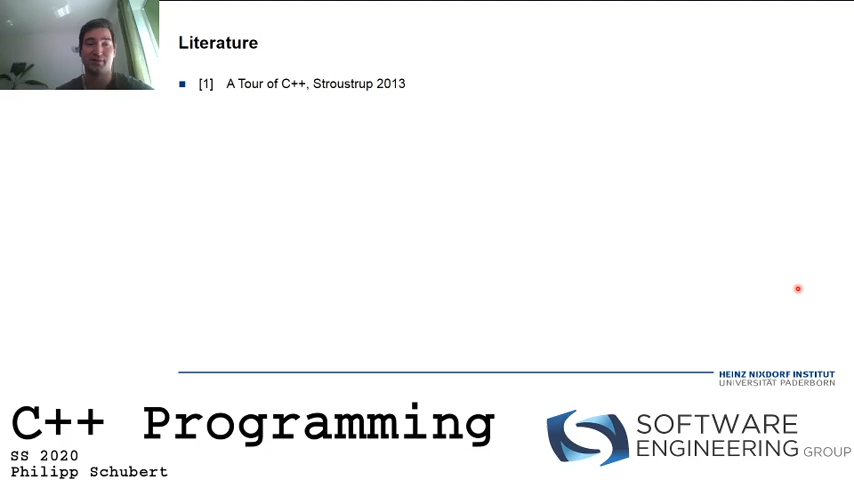 Literature
[1] A Tour of C++, Stroustrup 2013
HEINZ NIXDORF INSTITUT
UNIVERSITÄT PADERBORN
C++ Programming
SS 2020
Philipp Schubert
SOFTWARE
ENGINEERING GROUP